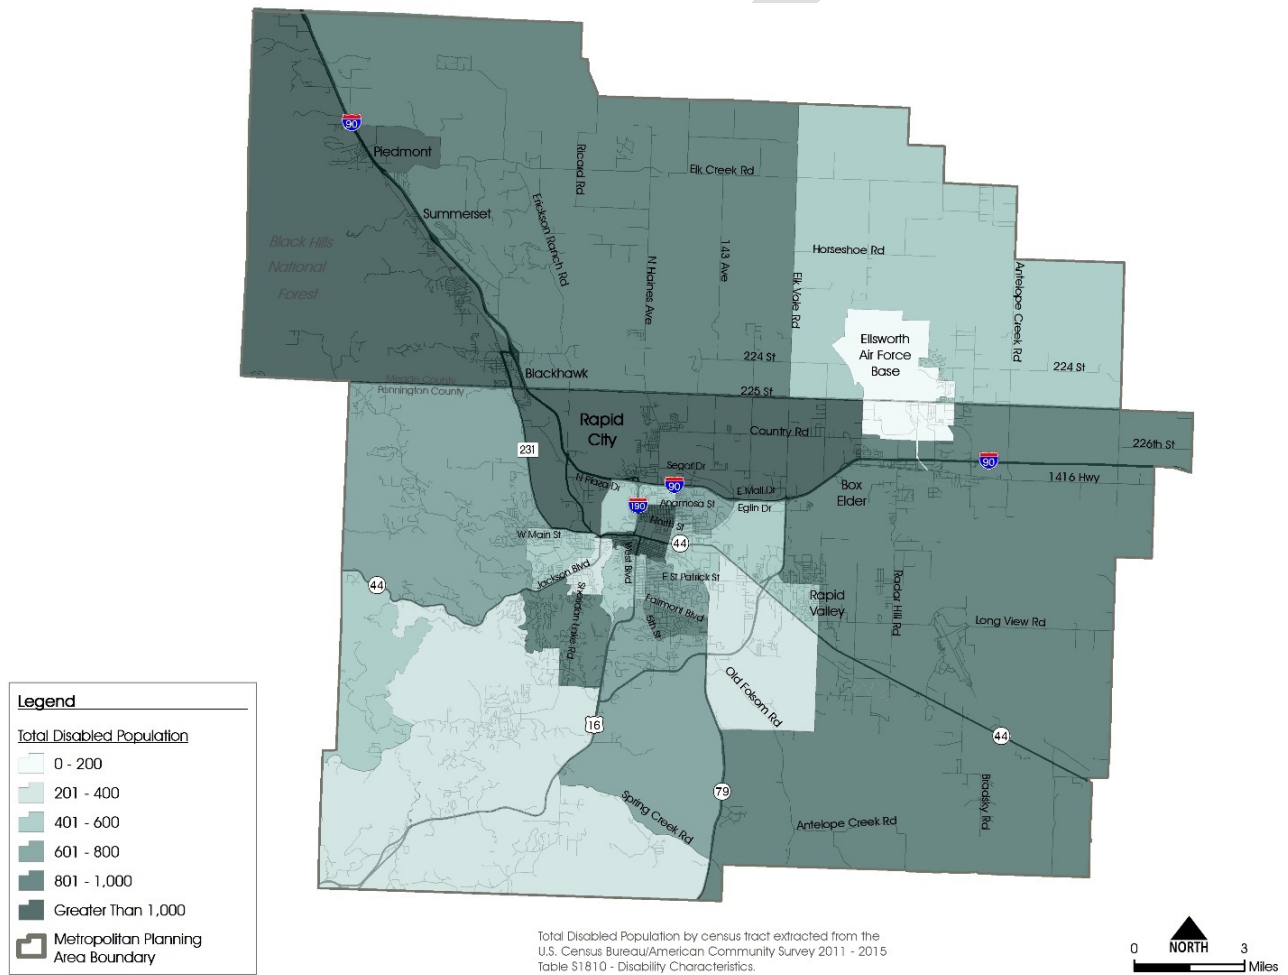 90
Piedmont
Summerset
Ricard Rd
Elk Creek Rd
Erickson Ranch Rd
Black Hills
National
Forest
Horseshoe Rd
N Haines Ave
143 Ave
Elk Vale Rd
Antelope Creek Rd
Ellsworth
Air Force
Base
224 St
224 St
Blackhawk
Meade County
Pennington County
225 St
Rapid
City
Country Rd
226th St
231
90
1416 Hwy
Segar Dr
N Plaza Dr
90
E Mall Dr
Box
Elder
190
Anamosa St
Eglin Dr
North St
W Main St
44
West Blvd
Jackson Blvd
E St Patrick St
44
Sheridan Lake Rd
Fairmont Blvd
5th St
Rapid
Valley
Radar Hill Rd
Long View Rd
Old Folsom Rd
16
44
79
Spring Creek Rd
Antelope Creek Rd
Bradsky Rd
Legend
Total Disabled Population
0 - 200
201 - 400
401 - 600
601 - 800
801 - 1,000
Greater Than 1,000
Metropolitan Planning
Area Boundary
Total Disabled Population by census tract extracted from the
U.S. Census Bureau/American Community Survey 2011 - 2015
Table S1810 - Disability Characteristics.
0
NORTH
3
Miles